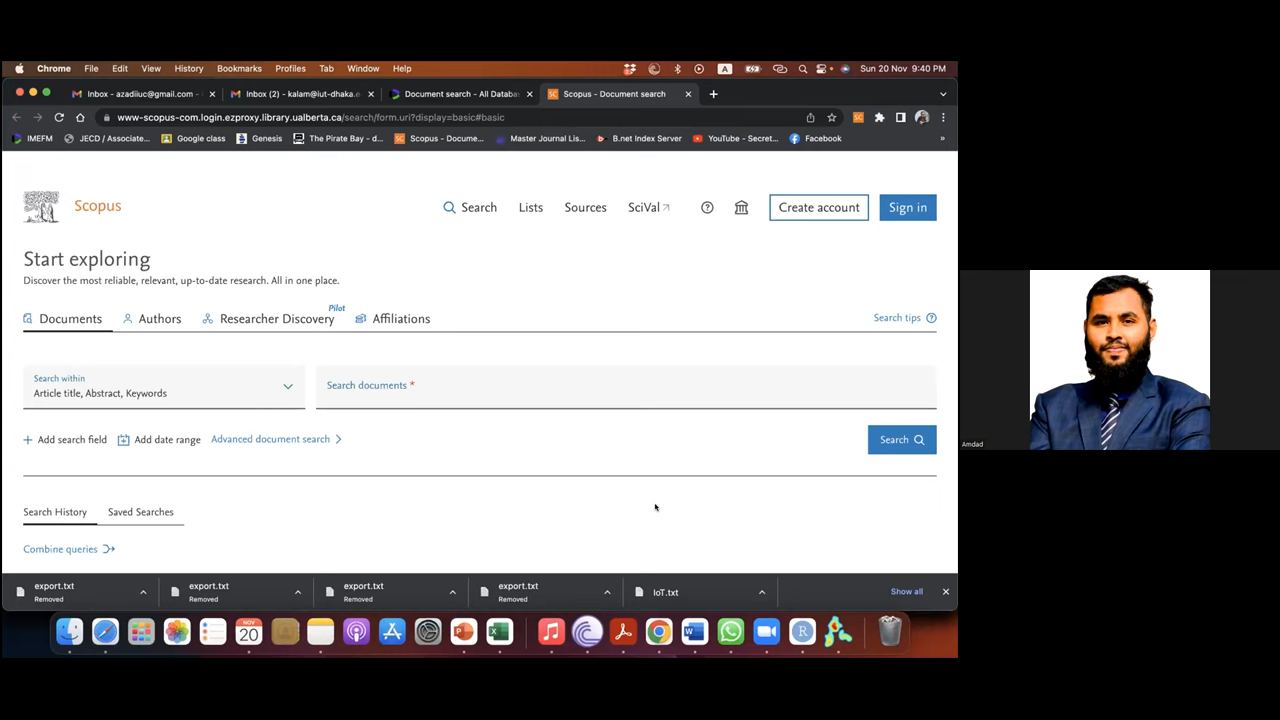 Chrome File Edit View History Bookmarks Profiles Tab Window Help A Sun 20 Nov 9:40 PM
Inbox - azadiiuc@gmail.com - Inbox (2) - kalam@iut-dhaka.e Document search - All Databas Scopus - Document search
www-scopus-com.login.ezproxy.library.ualberta.ca/search/form.uri?display=basic#basic SC
IMEFM JECD / Associate... Google class Genesis The Pirate Bay - d... Scopus - Docume... Master Journal Lis... B.net Index Server YouTube - Secret... Facebook »
Scopus Search Lists Sources SciVal Create account Sign in
Start exploring
Discover the most reliable, relevant, up-to-date research. All in one place.
Pilot
Documents Authors Researcher Discovery Affiliations Search tips
Search within
Article title, Abstract, Keywords
Search documents *
Add search field Add date range Advanced document search Search
Search History Saved Searches
Combine queries
export.txt export.txt export.txt export.txt IoT.txt Show all
Removed Removed Removed Removed
NOV
20
Amdad